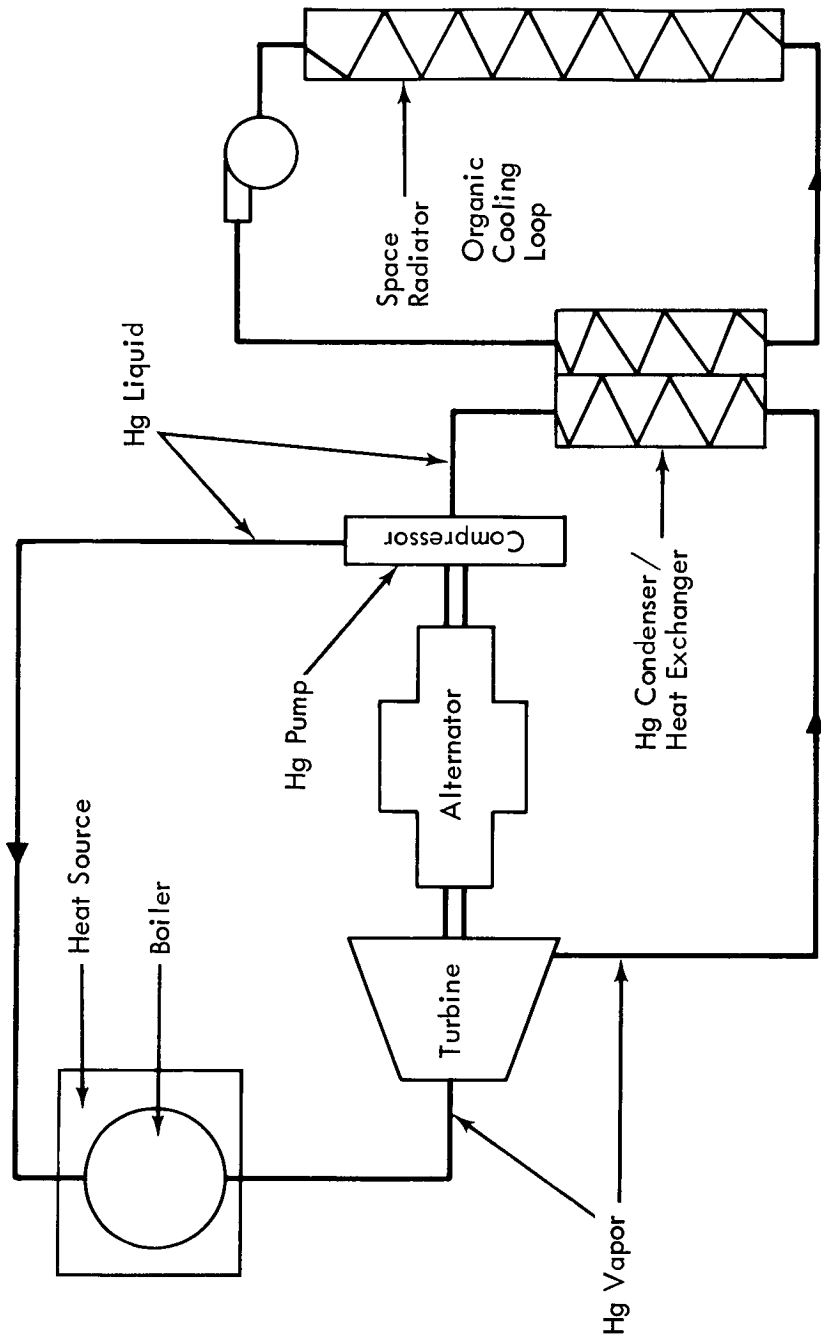 Heat Source
Boiler
Hg Liquid
Hg Pump
Compressor
Alternator
Turbine
Hg Vapor
Space
Radiator
Organic
Cooling
Loop
Hg Condenser/
Heat Exchanger